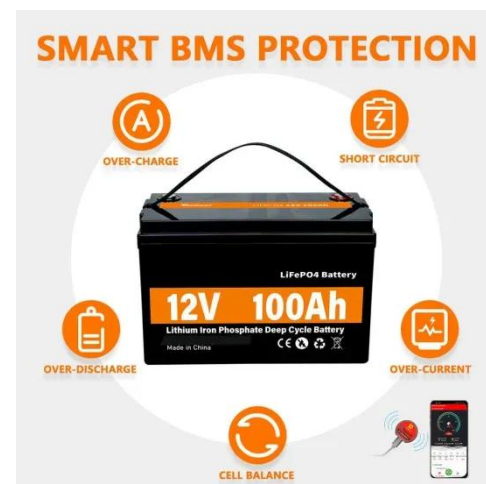 SMART BMS PROTECTION
OVER-CHARGE
SHORT CIRCUIT
LiFePO4 Battery
12V 100Ah
Lithium Iron Phosphate Deep Cycle Battery
Made in China
CE
OVER-DISCHARGE
OVER-CURRENT
CELL BALANCE